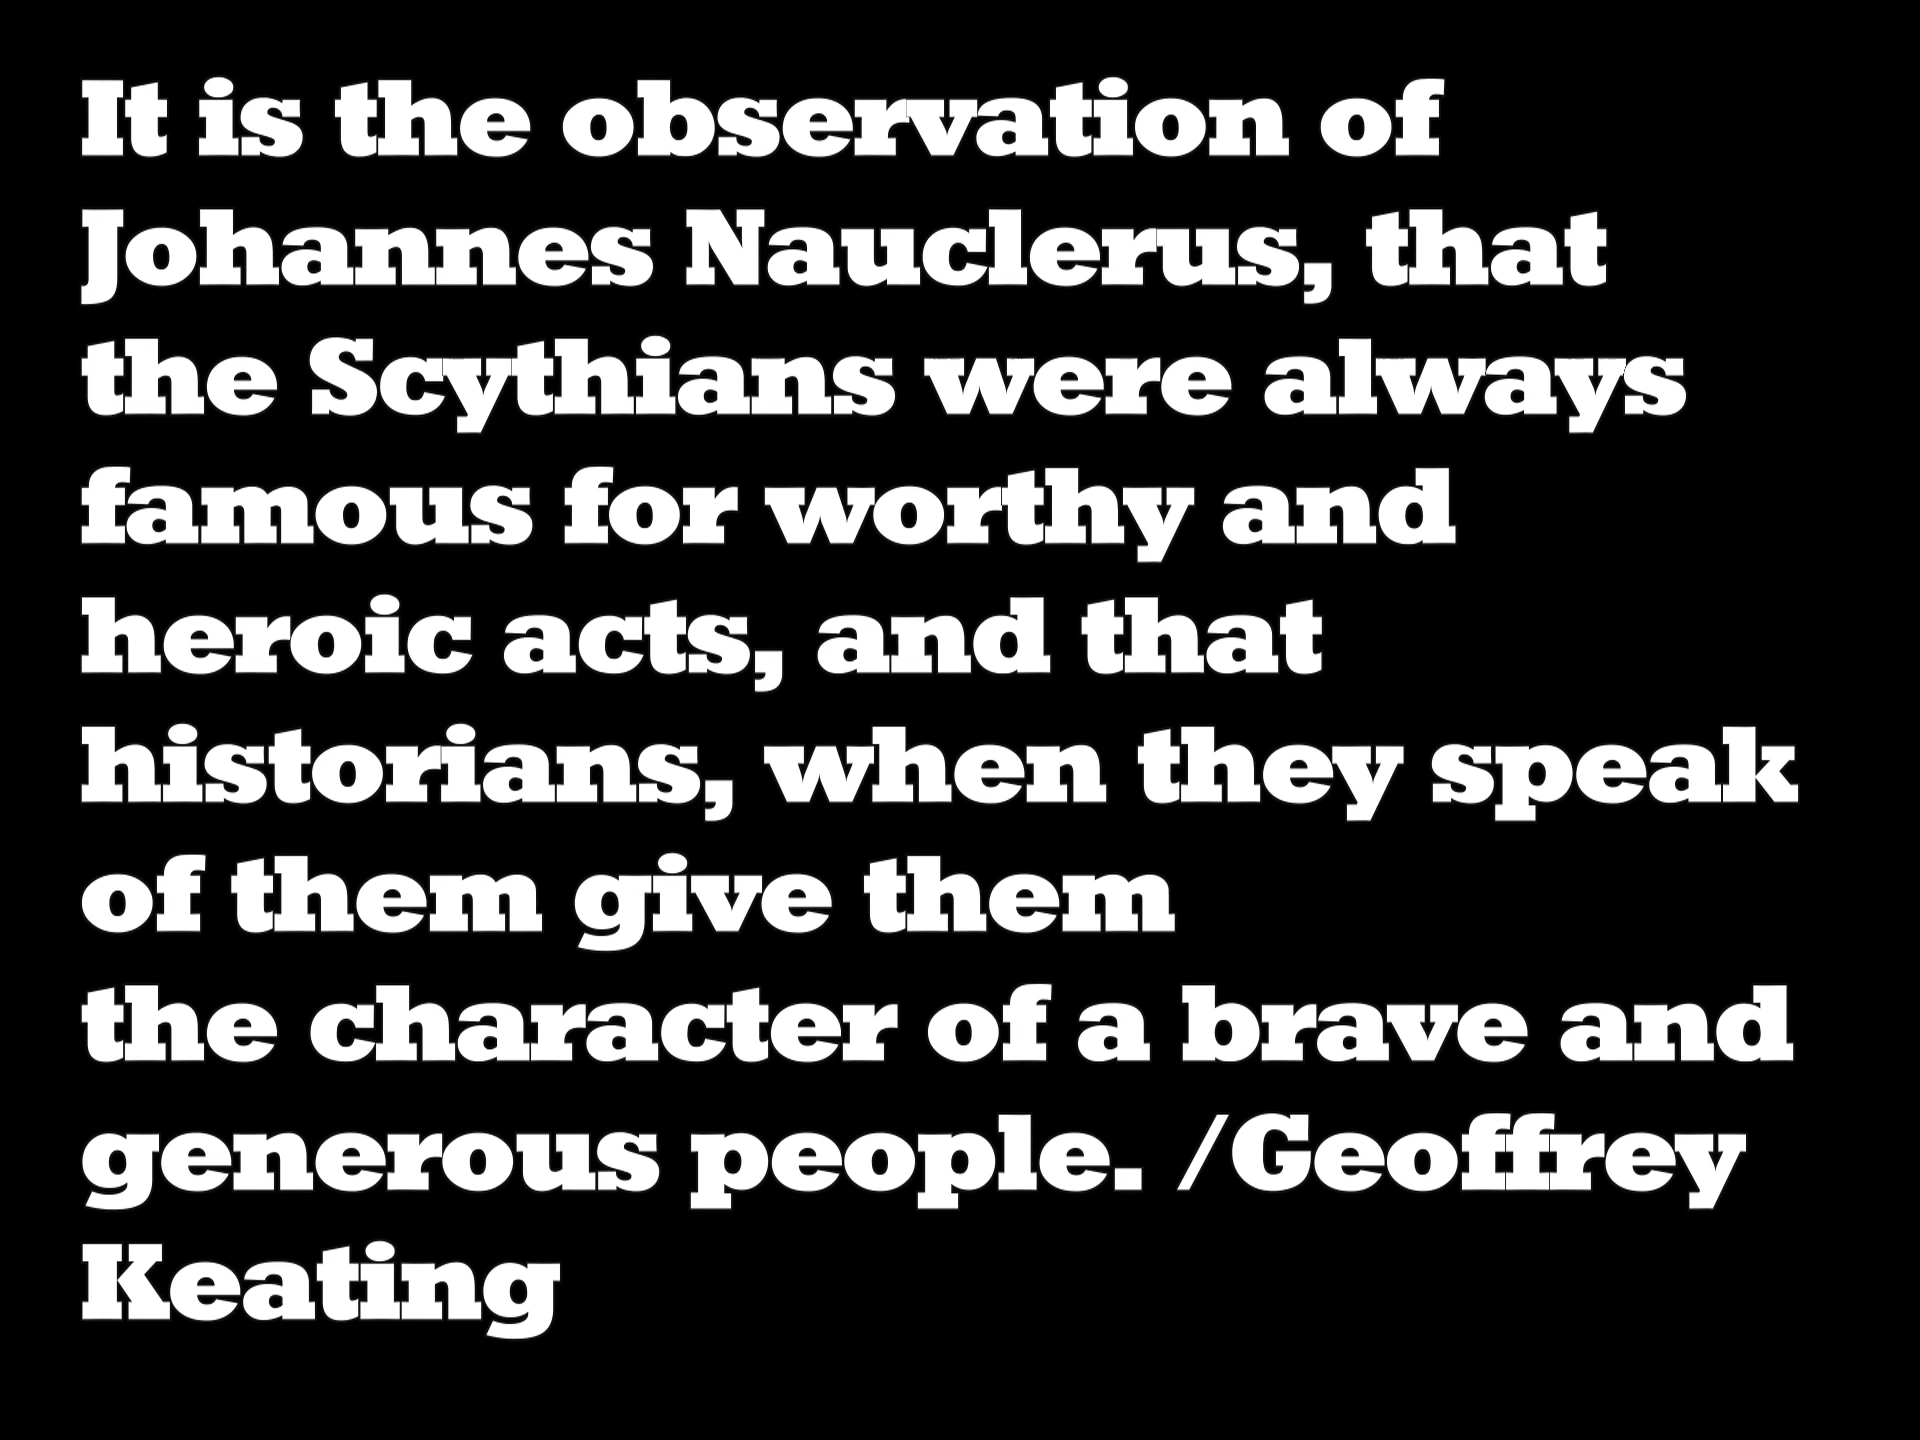 It is the observation of
Johannes Nauclerus, that
the Scythians were always
famous for worthy and
heroic acts, and that
historians, when they speak
of them give them
the character of a brave and
generous people. /Geoffrey
Keating